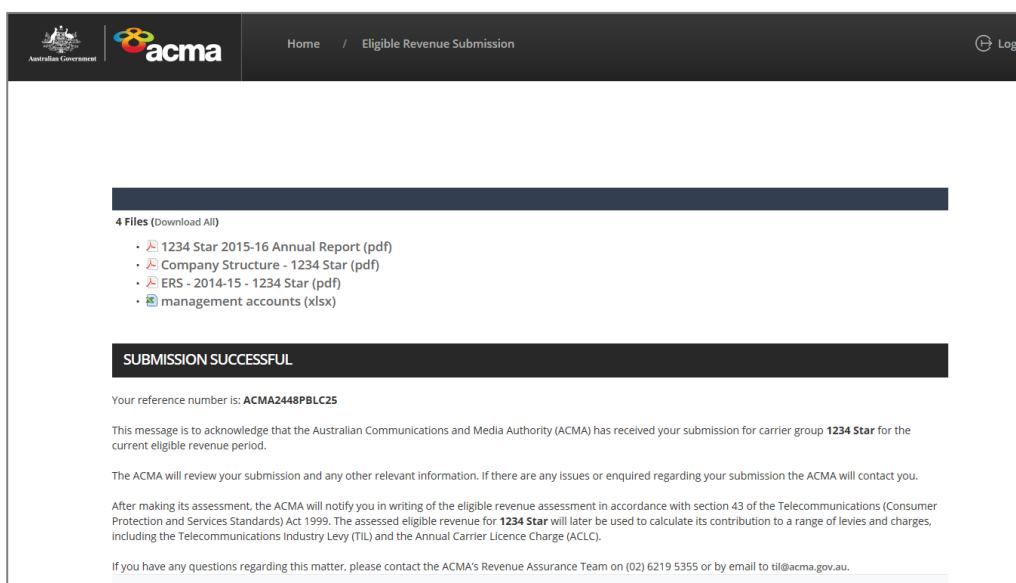 Australian Government
acma
Home / Eligible Revenue Submission
Log
4 Files (Download All)
• 1234 Star 2015-16 Annual Report (pdf)
• Company Structure - 1234 Star (pdf)
• ERS - 2014-15 - 1234 Star (pdf)
• management accounts (xlsx)
SUBMISSION SUCCESSFUL
Your reference number is: ACMA2448PBLC25
This message is to acknowledge that the Australian Communications and Media Authority (ACMA) has received your submission for carrier group 1234 Star for the
current eligible revenue period.
The ACMA will review your submission and any other relevant information. If there are any issues or enquired regarding your submission the ACMA will contact you.
After making its assessment, the ACMA will notify you in writing of the eligible revenue assessment in accordance with section 43 of the Telecommunications (Consumer
Protection and Services Standards) Act 1999. The assessed eligible revenue for 1234 Star will later be used to calculate its contribution to a range of levies and charges,
including the Telecommunications Industry Levy (TIL) and the Annual Carrier Licence Charge (ACLC).
If you have any questions regarding this matter, please contact the ACMA's Revenue Assurance Team on (02) 6219 5355 or by email to til@acma.gov.au.